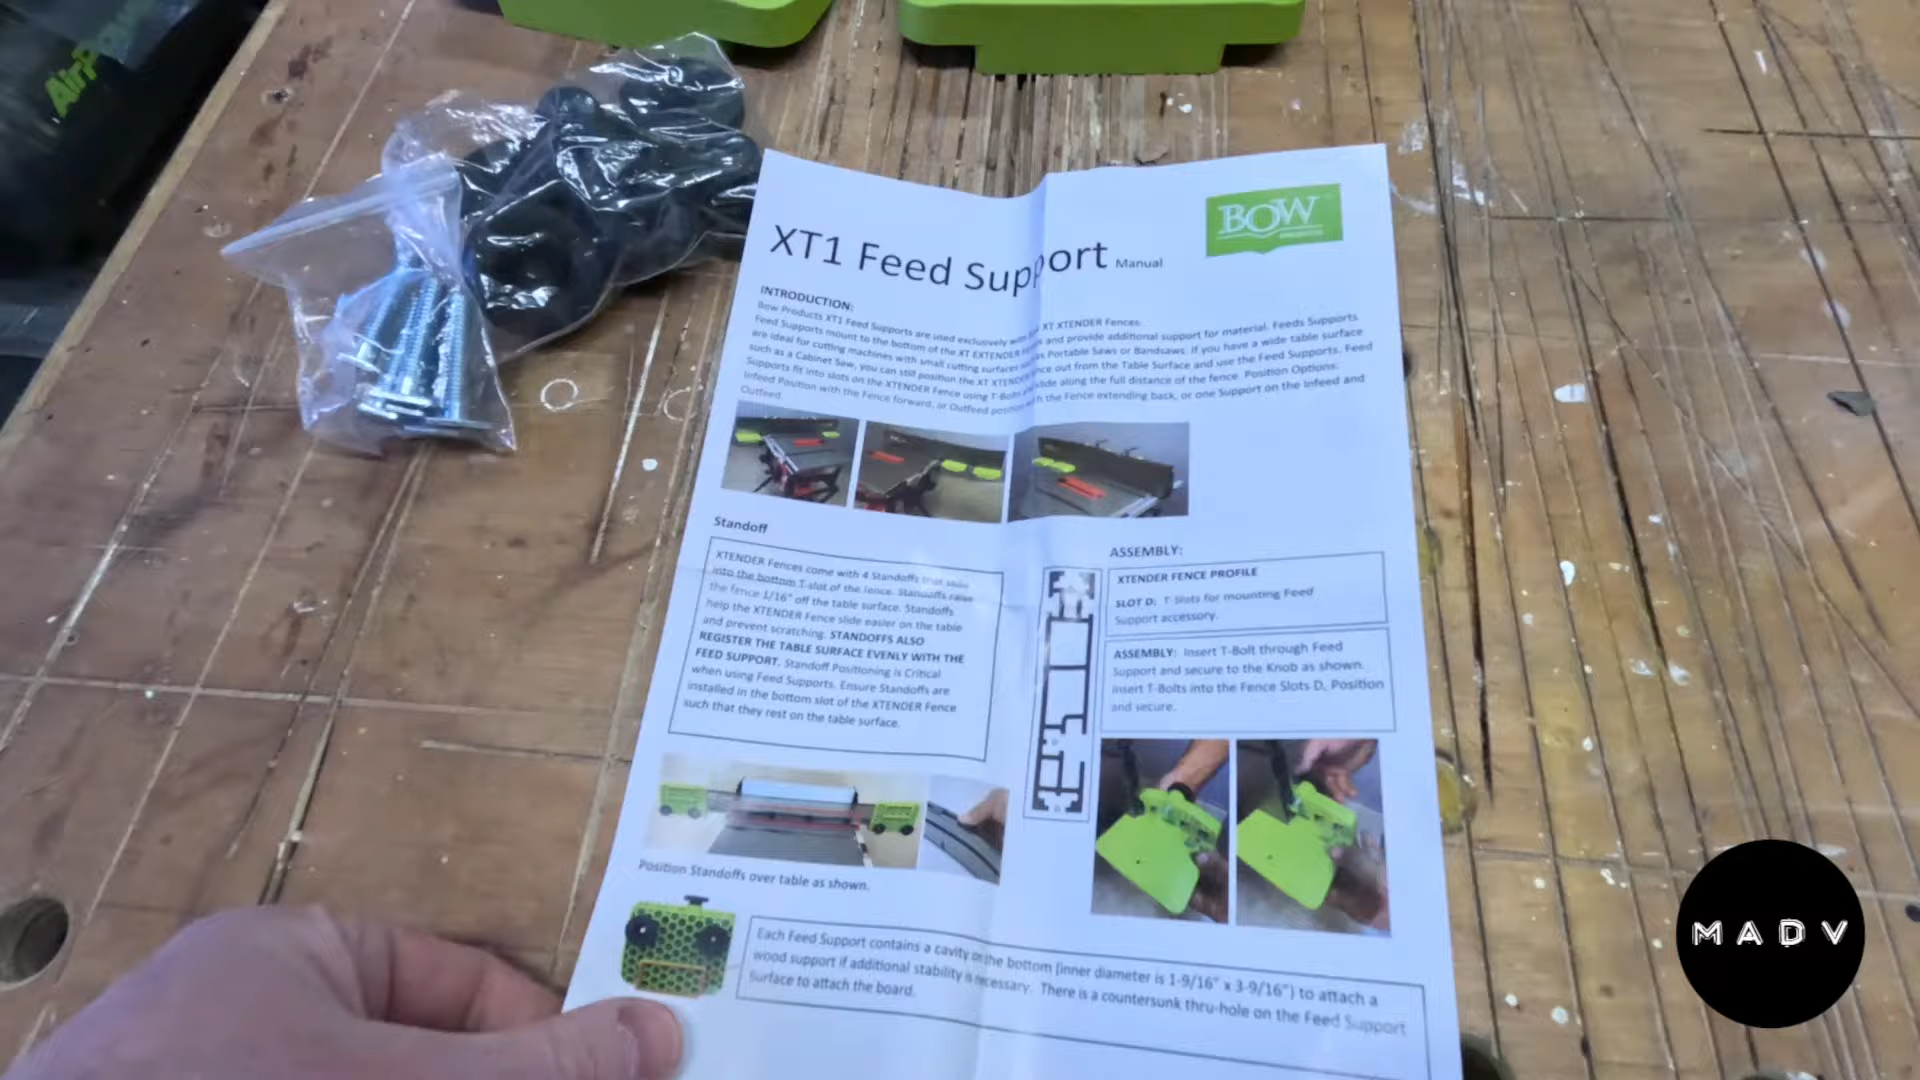 AirP
BOW
XT1 Feed Support Manual
INTRODUCTION:
Bow Products XT1 Feed Supports are used exclusively with XT XTENDER Fences.
Feed Supports mount to the bottom of the XT EXTENDER and provide additional support for material. Feeds Supports
are ideal for cutting machines with small cutting surfaces as Portable Saws or Bandsaws. If you have a wide table surface
such as a Cabinet Saw, you can still position the XT XTENDER out from the Table Surface and use the Feed Supports. Feed
Supports fit into slots on the XTENDER Fence using T-Bolts slide along the full distance of the fence. Position Options:
Infeed Position with the Fence forward, or Outfeed position the Fence extending back, or one Support on the Infeed and
Outfeed.
Standoff
XTENDER Fences come with 4 Standoffs that slide
into the bottom T-slot of the fence. Standoffs raise
the fence 1/16" off the table surface. Standoffs
help the XTENDER Fence slide easier on the table
and prevent scratching. STANDOFFS ALSO
REGISTER THE TABLE SURFACE EVENLY WITH THE
FEED SUPPORT. Standoff Positioning is Critical
when using Feed Supports. Ensure Standoffs are
installed in the bottom slot of the XTENDER Fence
such that they rest on the table surface.
Position Standoffs over table as shown.
ASSEMBLY:
XTENDER FENCE PROFILE
SLOT D: T-Slots for mounting Feed
Support accessory.
ASSEMBLY: Insert T-Bolt through Feed
Support and secure to the Knob as shown.
Insert T-Bolts into the Fence Slots D, Position
and secure.
Each Feed Support contains a cavity on the bottom (inner diameter is 1-9/16" x 3-9/16") to attach a
wood support if additional stability is necessary. There is a countersunk thru-hole on the Feed Support
Surface to attach the board.
MADV